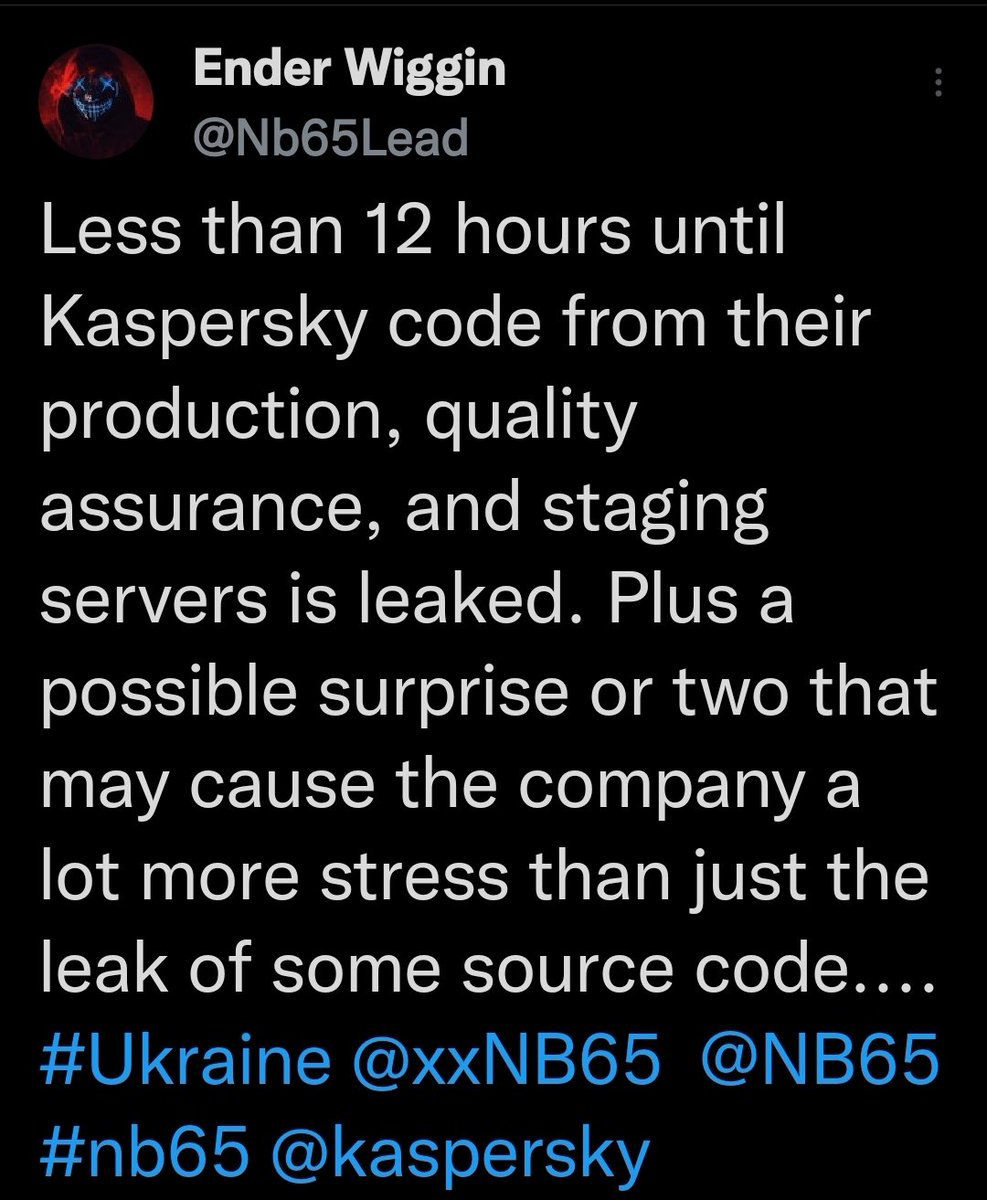 Ender Wiggin
@Nb65Lead
Less than 12 hours until
Kaspersky code from their
production, quality
assurance, and staging
servers is leaked. Plus a
possible surprise or two that
may cause the company a
lot more stress than just the
leak of some source code....
#Ukraine @xxNB65 @NB65
#nb65 @kaspersky